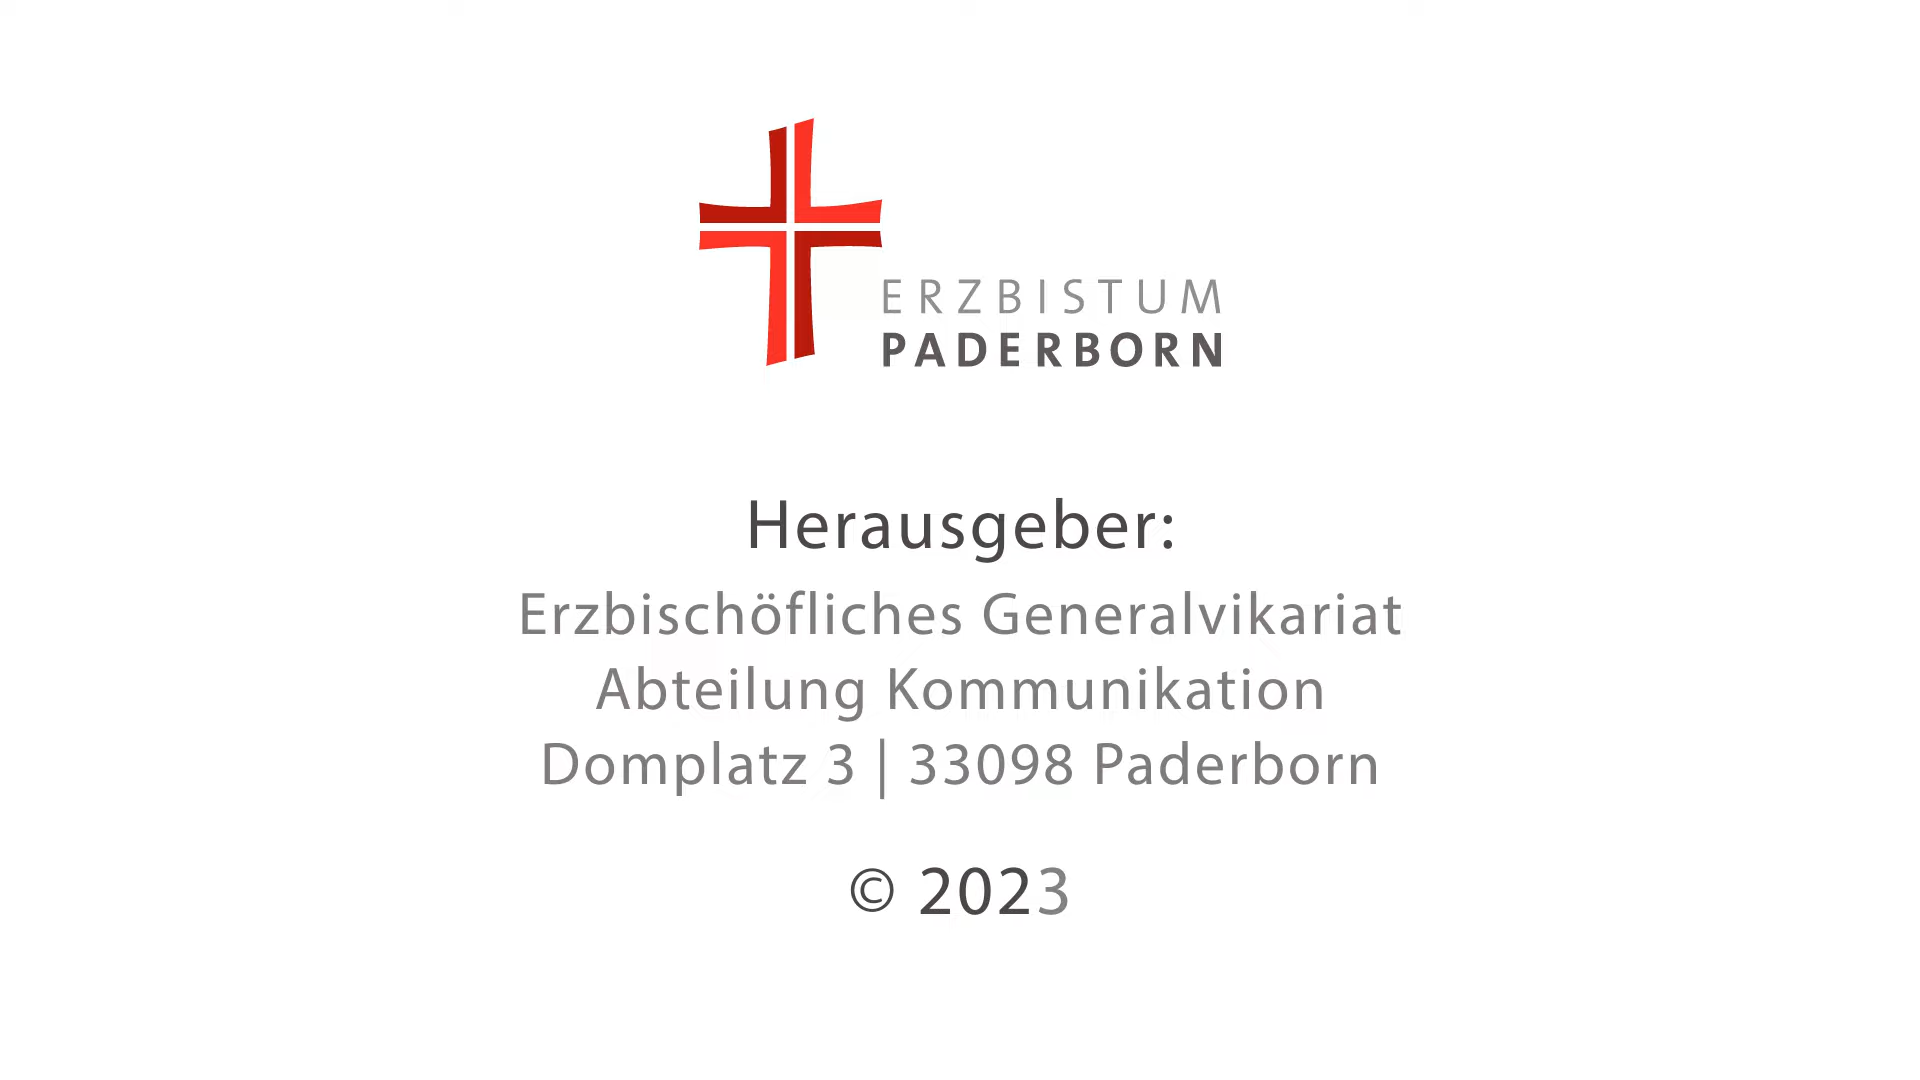 ERZBISTUM
PADERBORN
Herausgeber:
Erzbischöfliches Generalvikariat
Abteilung Kommunikation
Domplatz 3 | 33098 Paderborn
© 2023